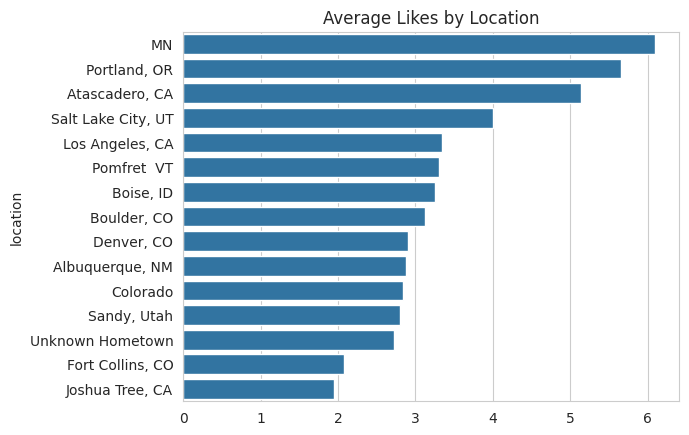 Average Likes by Location
MN
Portland, OR
Atascadero, CA
Salt Lake City, UT
Los Angeles, CA
Pomfret  VT
Boise, ID
Boulder, CO
Denver, CO
Albuquerque, NM
Colorado
Sandy, Utah
Unknown Hometown
Fort Collins, CO
Joshua Tree, CA
location
0 1 2 3 4 5 6